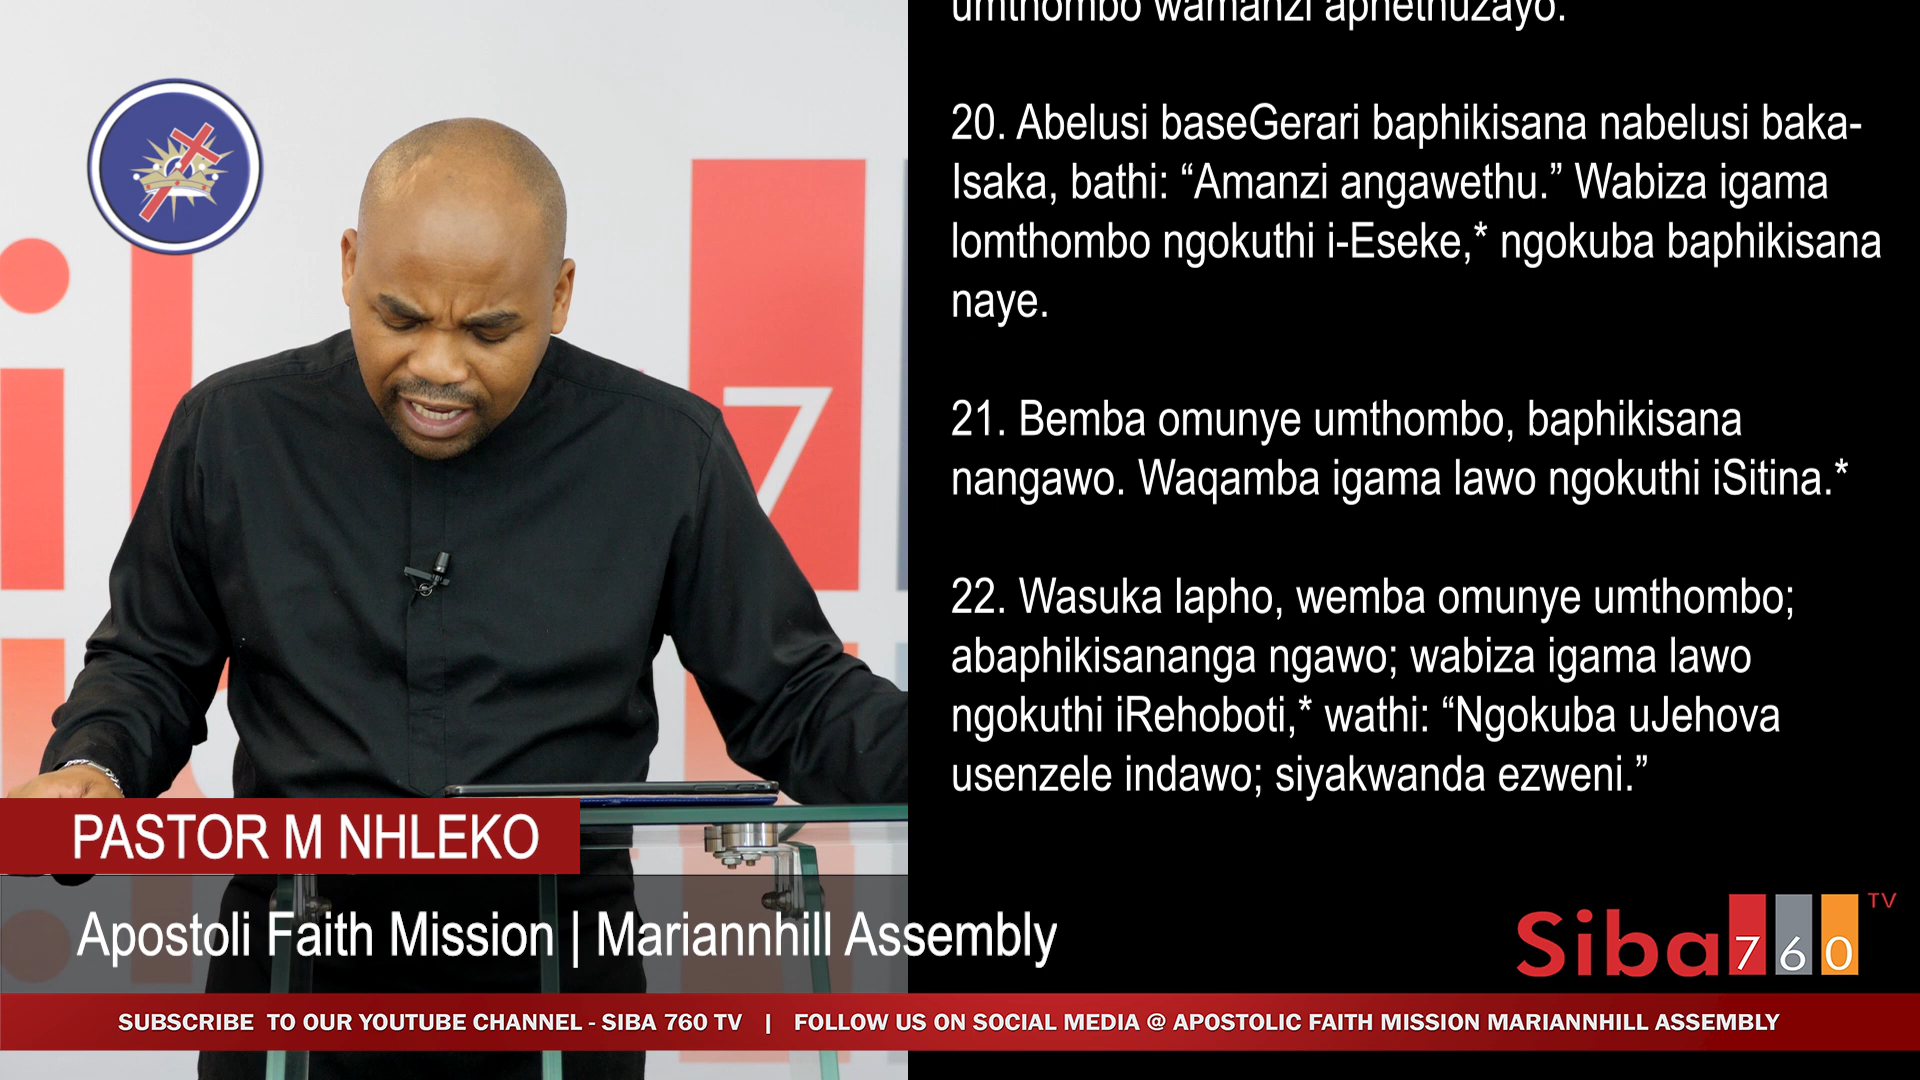 umthombo wamanzi aphethuzayo.
20. Abelusi baseGerari baphikisana nabelusi baka-
Isaka, bathi: “Amanzi angawethu.” Wabiza igama
lomthombo ngokuthi i-Eseke,* ngokuba baphikisana
naye.
21. Bemba omunye umthombo, baphikisana
nangawo. Waqamba igama lawo ngokuthi iSitina.*
22. Wasuka lapho, wemba omunye umthombo;
abaphikisananga ngawo; wabiza igama lawo
ngokuthi iRehoboti,* wathi: “Ngokuba uJehova
usenzele indawo; siyakwanda ezweni.”
7
PASTOR M NHLEKO
Apostoli Faith Mission | Mariannhill Assembly
Siba 760 TV
SUBSCRIBE TO OUR YOUTUBE CHANNEL - SIBA 760 TV | FOLLOW US ON SOCIAL MEDIA @ APOSTOLIC FAITH MISSION MARIANNHILL ASSEMBLY